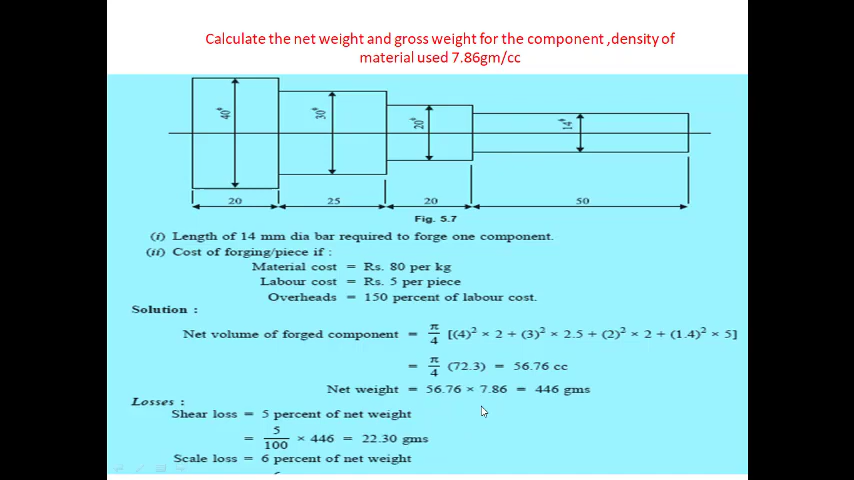 Calculate the net weight and gross weight for the component ,density of
material used 7.86gm/cc
40ᶲ 30ᶲ 20ᶲ 14ᶲ
20 25 20 50
Fig. 5.7
(i) Length of 14 mm dia bar required to forge one component.
(ii) Cost of forging/piece if :
Material cost = Rs. 80 per kg
Labour cost = Rs. 5 per piece
Overheads = 150 percent of labour cost.
Solution :
Net volume of forged component = π/4 [(4)² × 2 + (3)² × 2.5 + (2)² × 2 + (1.4)² × 5]
= π/4 (72.3) = 56.76 cc
Net weight = 56.76 × 7.86 = 446 gms
Losses :
Shear loss = 5 percent of net weight
= 5/100 × 446 = 22.30 gms
Scale loss = 6 percent of net weight